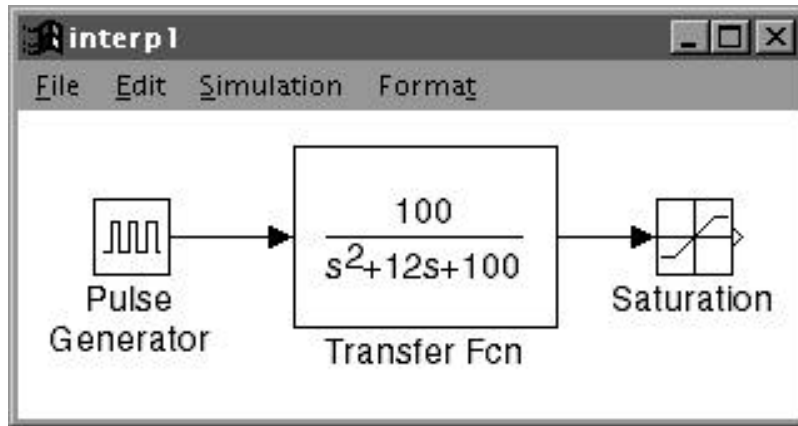 interp1
File Edit Simulation Format
100
s²+12s+100
Pulse
Generator
Transfer Fcn
Saturation